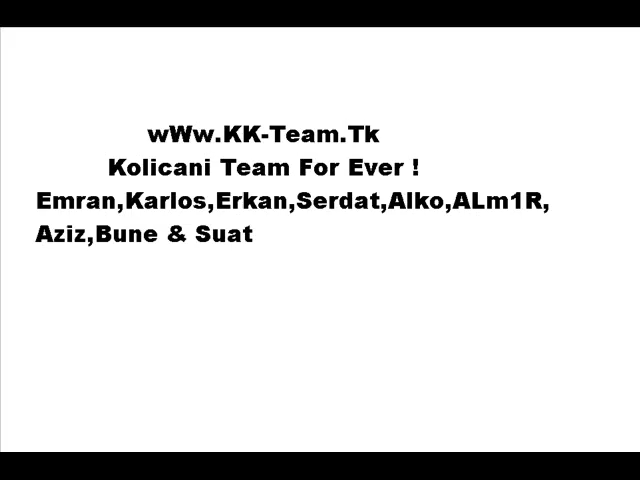 wWw.KK-Team.Tk
Kolicani Team For Ever !
Emran,Karlos,Erkan,Serdat,Alko,ALm1R,
Aziz,Bune & Suat